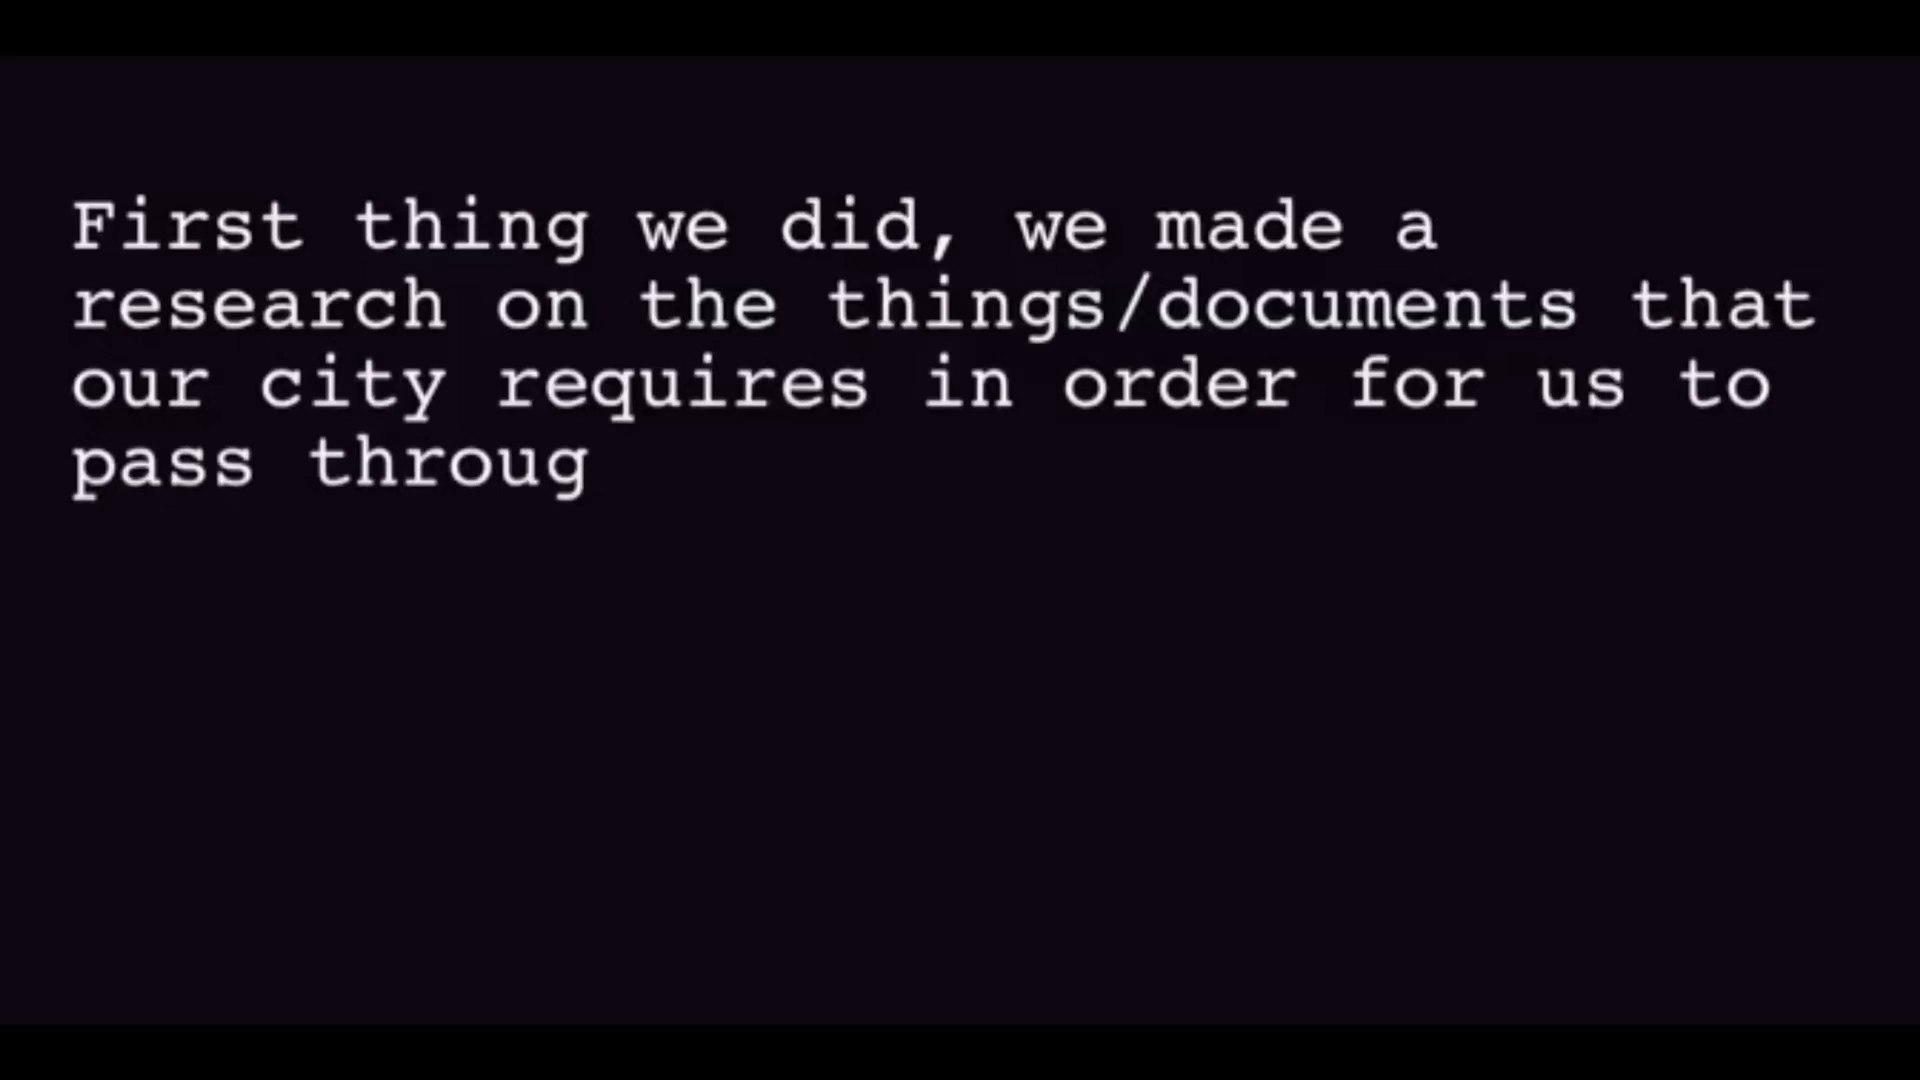 First thing we did, we made a
research on the things/documents that
our city requires in order for us to
pass throug